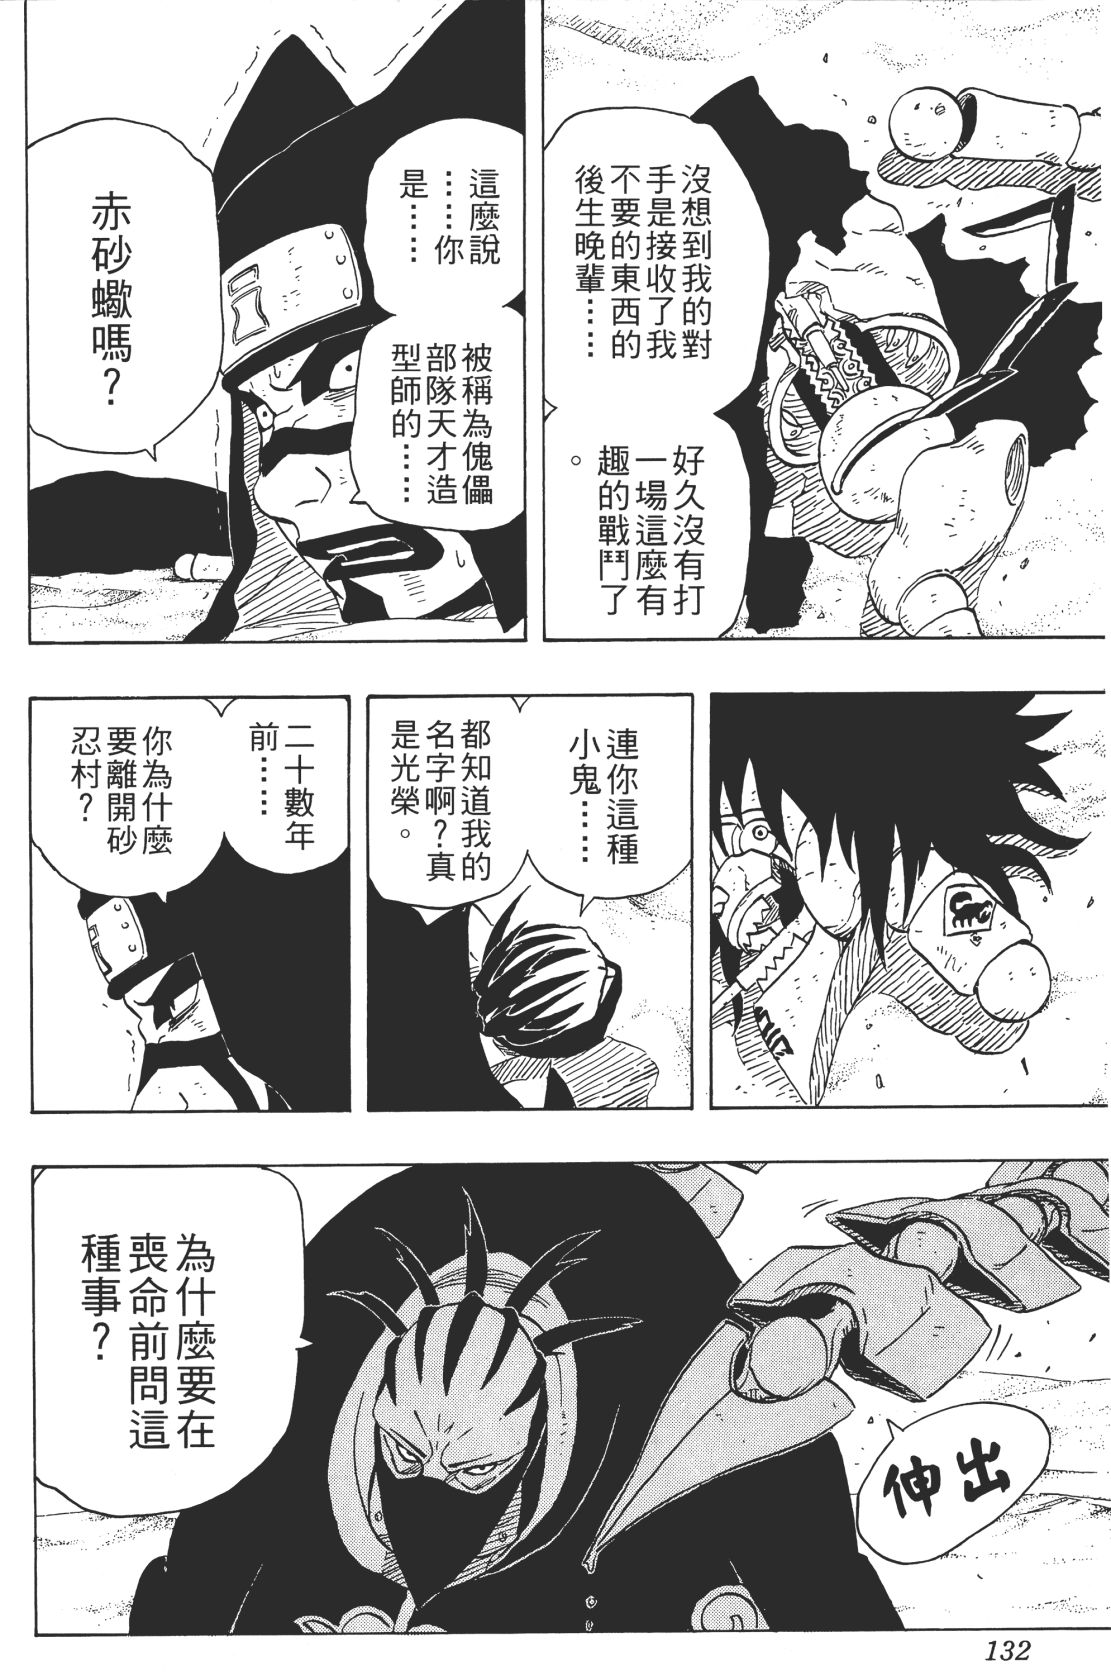 沒想到我的對
手是接收了我
不要的東西的
後生晚輩……
好久沒有打
一場這麼有
趣的戰鬥了
。
這麼說
……你
是……
被稱為傀儡
部隊天才造
型師的……
赤砂蠍嗎？
連你這種
小鬼……
都知道我的
名字啊？真
是光榮。
二十數年
前……
你為什麼
要離開砂
忍村？
伸出
為什麼要在
喪命前問這
種事？
132